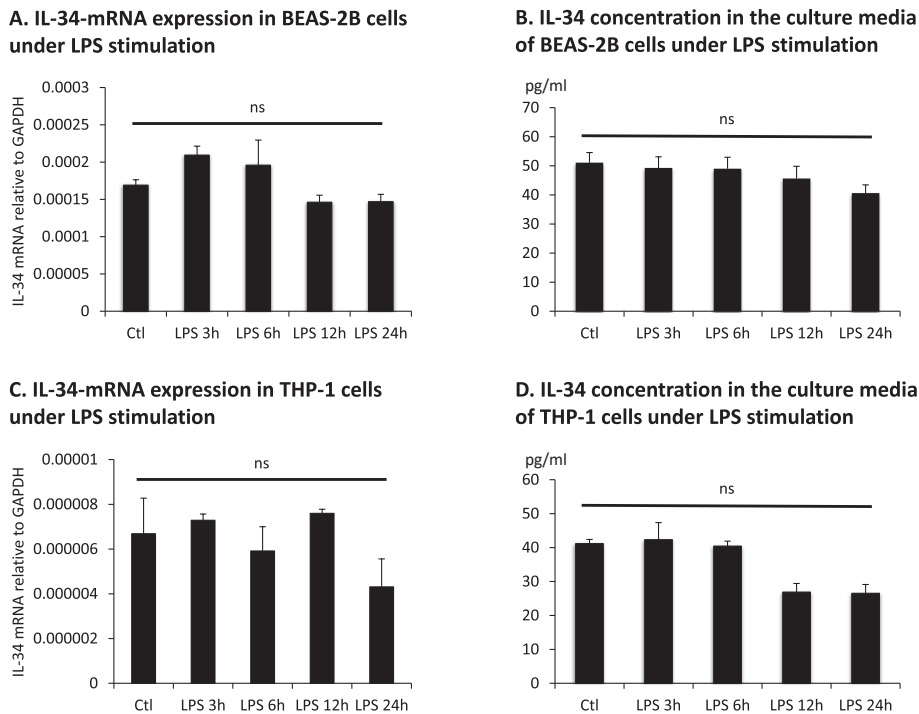 A. IL-34-mRNA expression in BEAS-2B cells
under LPS stimulation
IL-34 mRNA relative to GAPDH
0.0003
0.00025
0.0002
0.00015
0.0001
0.00005
0
ns
Ctl LPS 3h LPS 6h LPS 12h LPS 24h
B. IL-34 concentration in the culture media
of BEAS-2B cells under LPS stimulation
pg/ml
70
60
50
40
30
20
10
0
ns
Ctl LPS 3h LPS 6h LPS 12h LPS 24h
C. IL-34-mRNA expression in THP-1 cells
under LPS stimulation
IL-34 mRNA relative to GAPDH
0.00001
0.000008
0.000006
0.000004
0.000002
0
ns
Ctl LPS 3h LPS 6h LPS 12h LPS 24h
D. IL-34 concentration in the culture media
of THP-1 cells under LPS stimulation
pg/ml
60
50
40
30
20
10
0
ns
Ctl LPS 3h LPS 6h LPS 12h LPS 24h